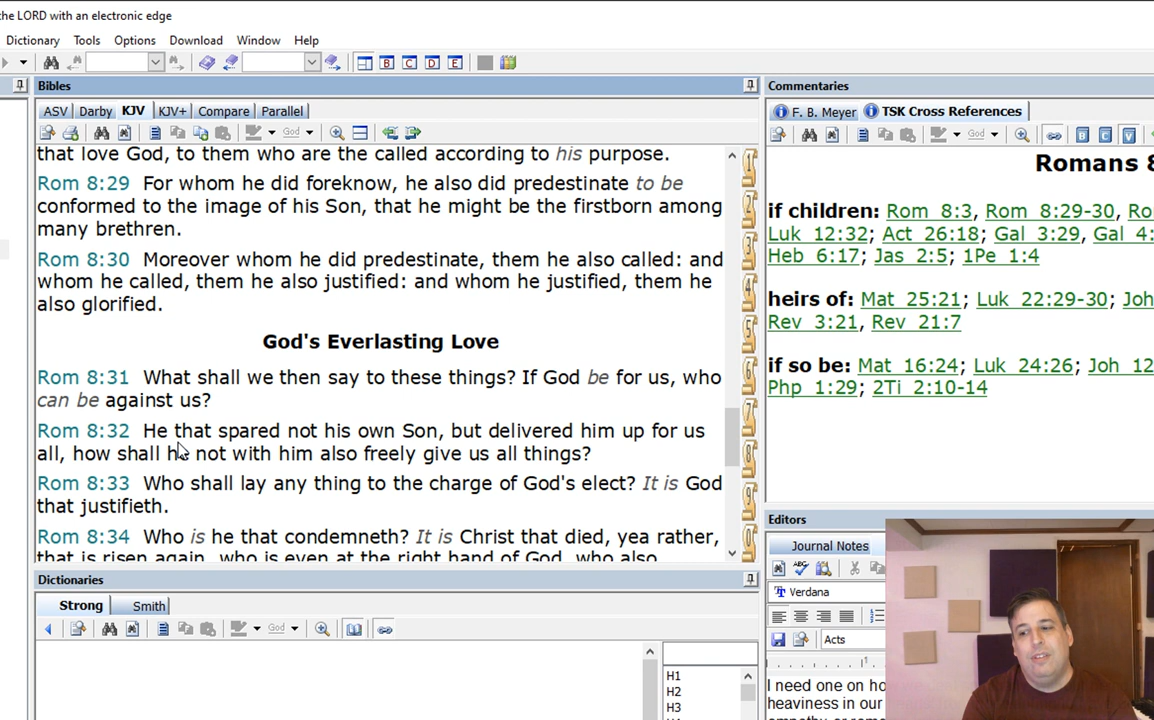 the LORD with an electronic edge
Dictionary Tools Options Download Window Help
B C D E
Bibles
ASV Darby KJV KJV+ Compare Parallel
God
that love God, to them who are the called according to his purpose.
Rom 8:29 For whom he did foreknow, he also did predestinate to be
conformed to the image of his Son, that he might be the firstborn among
many brethren.
Rom 8:30 Moreover whom he did predestinate, them he also called: and
whom he called, them he also justified: and whom he justified, them he
also glorified.
God's Everlasting Love
Rom 8:31 What shall we then say to these things? If God be for us, who
can be against us?
Rom 8:32 He that spared not his own Son, but delivered him up for us
all, how shall he not with him also freely give us all things?
Rom 8:33 Who shall lay any thing to the charge of God's elect? It is God
that justifieth.
Rom 8:34 Who is he that condemneth? It is Christ that died, yea rather,
that is risen again, who is even at the right hand of God, who also
1
2
3
4
5
6
7
8
9
0
Dictionaries
Strong Smith
God
H1
H2
H3
Commentaries
F. B. Meyer TSK Cross References
God B C V
Romans 8
if children: Rom 8:3, Rom 8:29-30, Ro
Luk 12:32; Act 26:18; Gal 3:29, Gal 4:
Heb 6:17; Jas 2:5; 1Pe 1:4
heirs of: Mat 25:21; Luk 22:29-30; Joh
Rev 3:21, Rev 21:7
if so be: Mat 16:24; Luk 24:26; Joh 12
Php 1:29; 2Ti 2:10-14
Editors
Journal Notes
ABC
Verdana
Acts
1
I need one on ho
heaviness in our